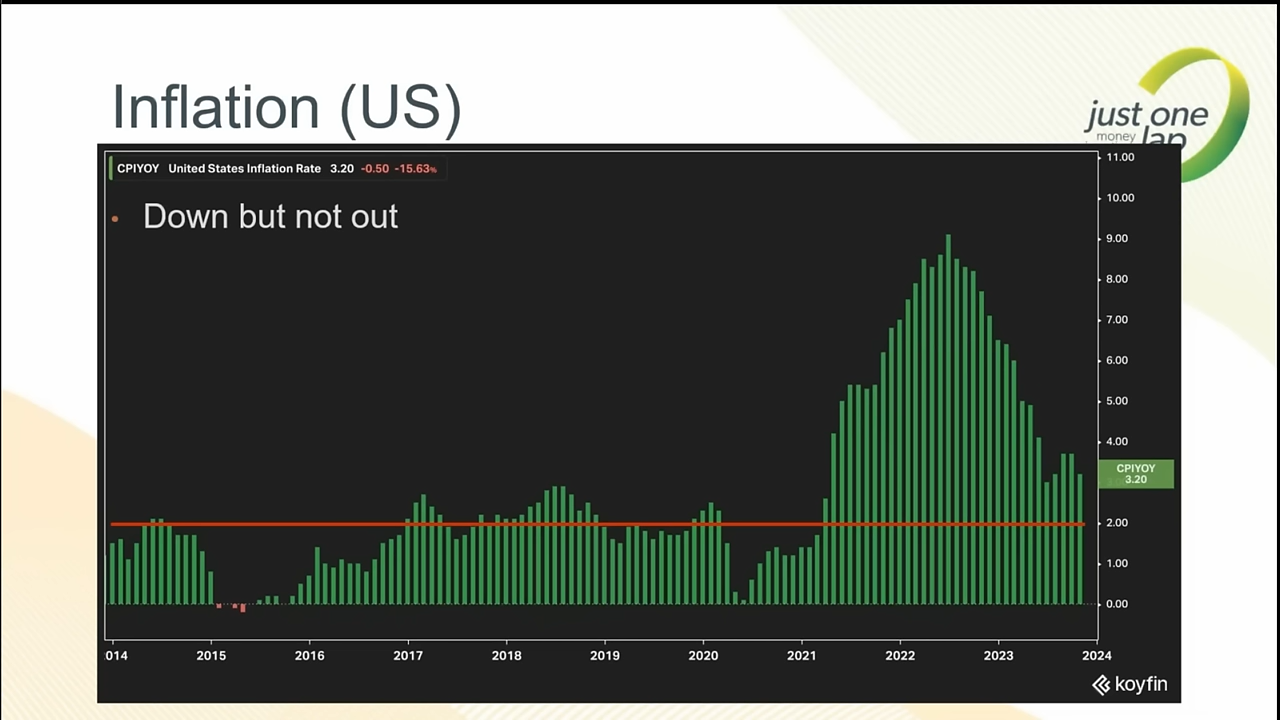 Inflation (US)
just one
money
lap
CPIYOY United States Inflation Rate 3.20 -0.50 -15.63%
• Down but not out
11.00
10.00
9.00
8.00
7.00
6.00
5.00
4.00
CPIYOY
3.20
2.00
1.00
0.00
014 2015 2016 2017 2018 2019 2020 2021 2022 2023 2024
koyfin